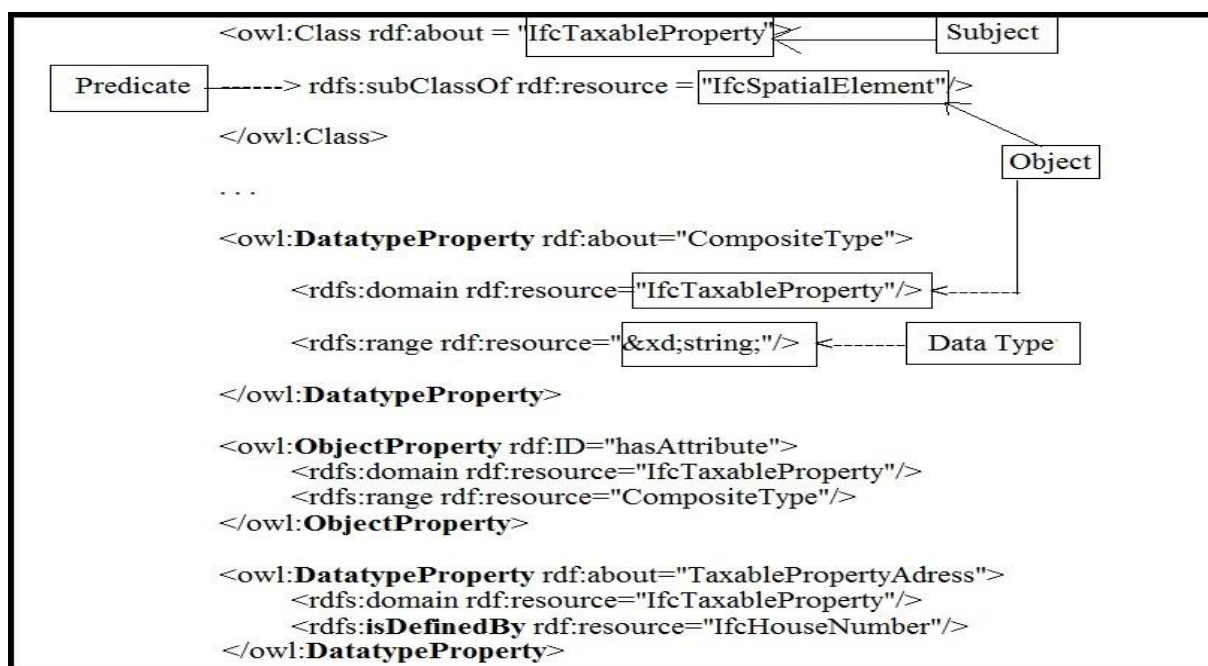 <owl:Class rdf:about = "IfcTaxableProperty"> Subject
Predicate ------> rdfs:subClassOf rdf:resource = "IfcSpatialElement"/>
</owl:Class>
Object
. . .
<owl:DatatypeProperty rdf:about="CompositeType">
<rdfs:domain rdf:resource="IfcTaxableProperty"/>
<rdfs:range rdf:resource="&xd;string;"/> Data Type
</owl:DatatypeProperty>
<owl:ObjectProperty rdf:ID="hasAttribute">
<rdfs:domain rdf:resource="IfcTaxableProperty"/>
<rdfs:range rdf:resource="CompositeType"/>
</owl:ObjectProperty>
<owl:DatatypeProperty rdf:about="TaxablePropertyAdress">
<rdfs:domain rdf:resource="IfcTaxableProperty"/>
<rdfs:isDefinedBy rdf:resource="IfcHouseNumber"/>
</owl:DatatypeProperty>